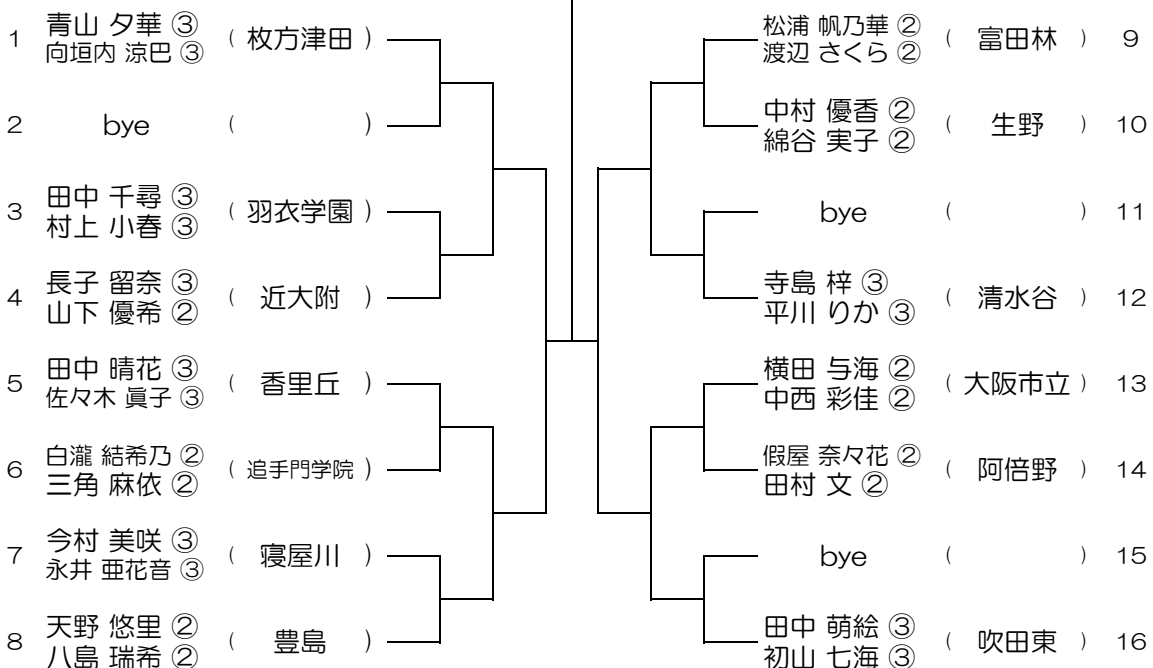 1 青山 夕華 ③ ( 枚方津田 )
向垣内 涼巴 ③
2 bye ( )
3 田中 千尋 ③ ( 羽衣学園 )
村上 小春 ③
4 長子 留奈 ③ ( 近大附 )
山下 優希 ②
5 田中 晴花 ③ ( 香里丘 )
佐々木 眞子 ③
6 白瀧 結希乃 ② ( 追手門学院 )
三角 麻依 ②
7 今村 美咲 ③ ( 寝屋川 )
永井 亜花音 ③
8 天野 悠里 ② ( 豊島 )
八島 瑞希 ②
松浦 帆乃華 ② ( 富田林 ) 9
渡辺 さくら ②
中村 優香 ② ( 生野 ) 10
綿谷 実子 ②
bye ( ) 11
寺島 梓 ③ ( 清水谷 ) 12
平川 りか ③
横田 与海 ② ( 大阪市立 ) 13
中西 彩佳 ②
假屋 奈々花 ② ( 阿倍野 ) 14
田村 文 ②
bye ( ) 15
田中 萌絵 ③ ( 吹田東 ) 16
初山 七海 ③